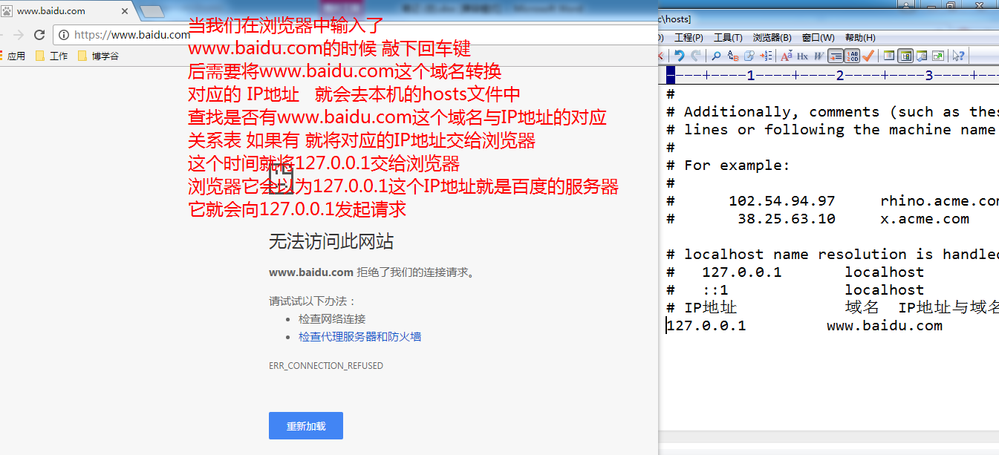 www.baidu.com
https://www.baidu.com
应用 工作 博学谷
当我们在浏览器中输入了
www.baidu.com的时候 敲下回车键
后需要将www.baidu.com这个域名转换
对应的 IP地址 就会去本机的hosts文件中
查找是否有www.baidu.com这个域名与IP地址的对应
关系表 如果有 就将对应的IP地址交给浏览器
这个时间就将127.0.0.1交给浏览器
浏览器它会以为127.0.0.1这个IP地址就是百度的服务器
它就会向127.0.0.1发起请求
无法访问此网站
www.baidu.com 拒绝了我们的连接请求。
请试试以下办法：
• 检查网络连接
• 检查代理服务器和防火墙
ERR_CONNECTION_REFUSED
重新加载
c\hosts]
工程(P) 工具(T) 浏览器(B) 窗口(W) 帮助(H)
----+----1----+----2----+----3----+--
#
# Additionally, comments (such as thes
# lines or following the machine name
#
# For example:
#
# 102.54.94.97 rhino.acme.com
# 38.25.63.10 x.acme.com
# localhost name resolution is handled
# 127.0.0.1 localhost
# ::1 localhost
# IP地址 域名 IP地址与域名
127.0.0.1 www.baidu.com